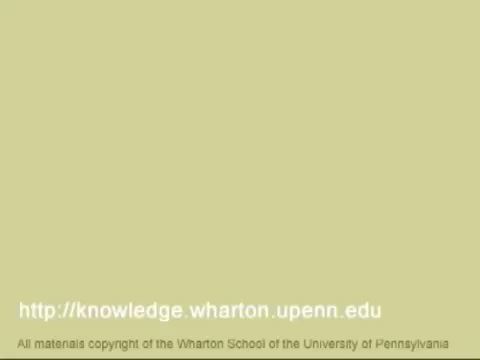 http://knowledge.wharton.upenn.edu
All materials copyright of the Wharton School of the University of Pennsylvania